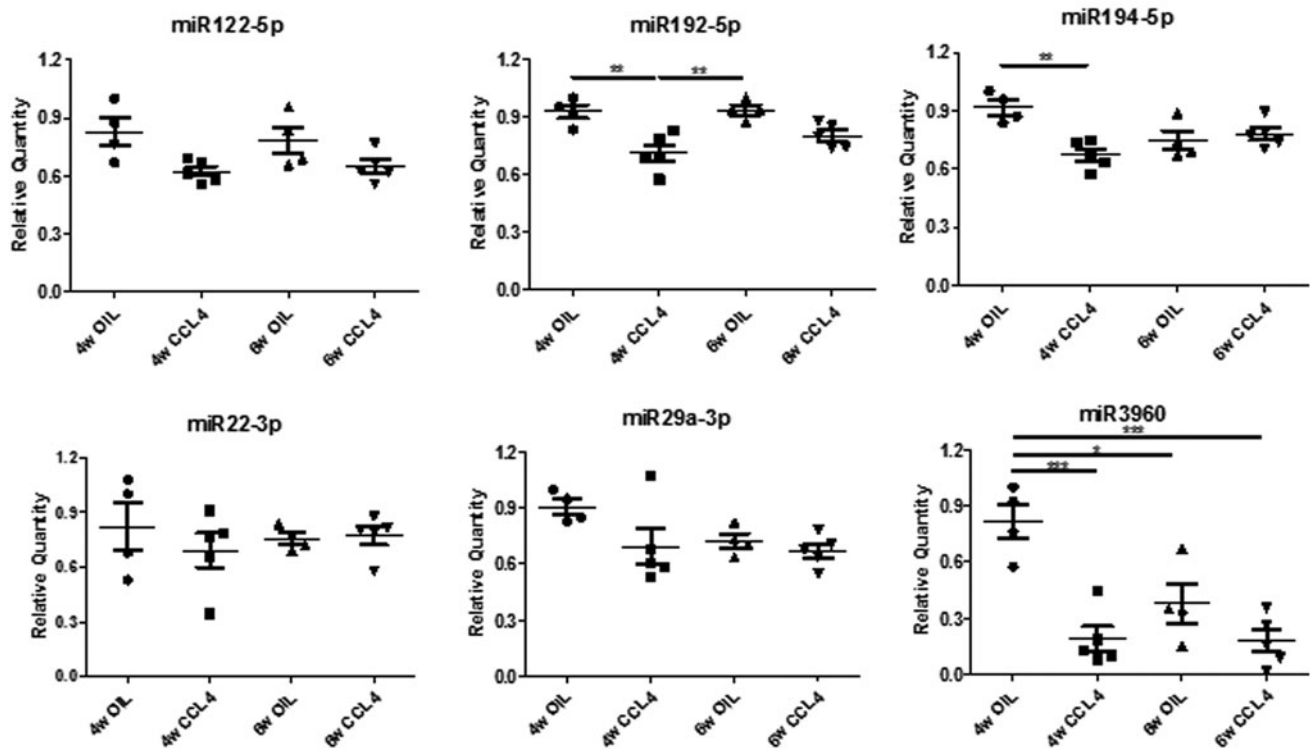 miR122-5p
Relative Quantity
1.2
0.9
0.6
0.3
0.0
4w OIL
4w CCL4
6w OIL
6w CCL4
miR192-5p
Relative Quantity
1.2
0.9
0.6
0.3
0.0
**
**
4w OIL
4w CCL4
6w OIL
6w CCL4
miR194-5p
Relative Quantity
1.2
0.9
0.6
0.3
0.0
**
4w OIL
4w CCL4
6w OIL
6w CCL4
miR22-3p
Relative Quantity
1.2
0.9
0.6
0.3
0.0
4w OIL
4w CCL4
6w OIL
6w CCL4
miR29a-3p
Relative Quantity
1.2
0.9
0.6
0.3
0.0
4w OIL
4w CCL4
6w OIL
6w CCL4
miR3960
Relative Quantity
1.2
0.9
0.6
0.3
0.0
***
*
***
4w OIL
4w CCL4
6w OIL
6w CCL4